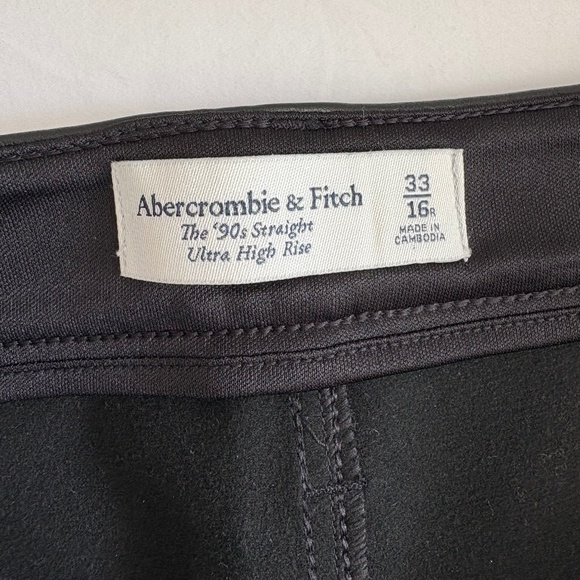 Abercrombie & Fitch
The '90s Straight
Ultra High Rise
33
16R
MADE IN
CAMBODIA